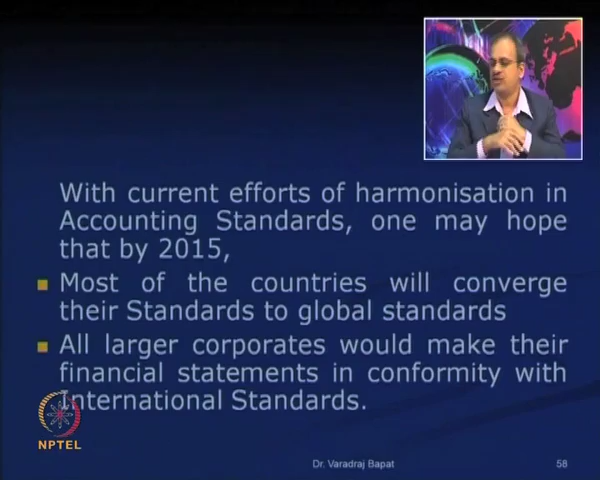 With current efforts of harmonisation in
Accounting Standards, one may hope
that by 2015,
Most of the countries will converge
their Standards to global standards
All larger corporates would make their
financial statements in conformity with
International Standards.
NPTEL
Dr. Varadraj Bapat
58